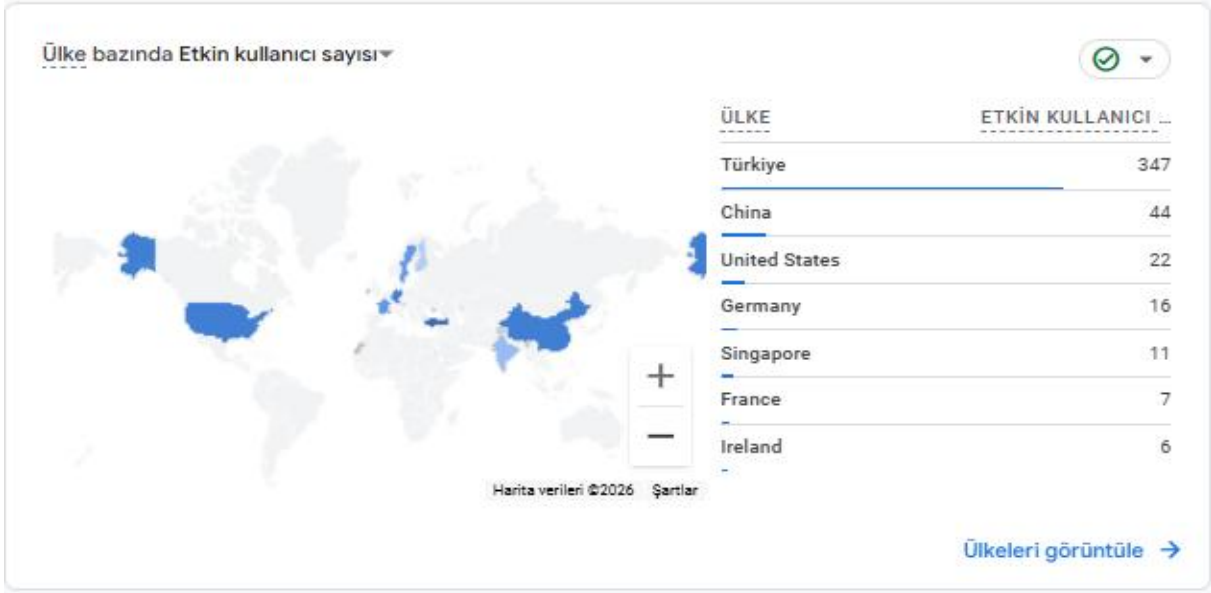 Ülke bazında Etkin kullanıcı sayısı
ÜLKE ETKİN KULLANICI ...
Türkiye 347
China 44
United States 22
Germany 16
Singapore 11
France 7
Ireland 6
Harita verileri ©2026 Şartlar
Ülkeleri görüntüle